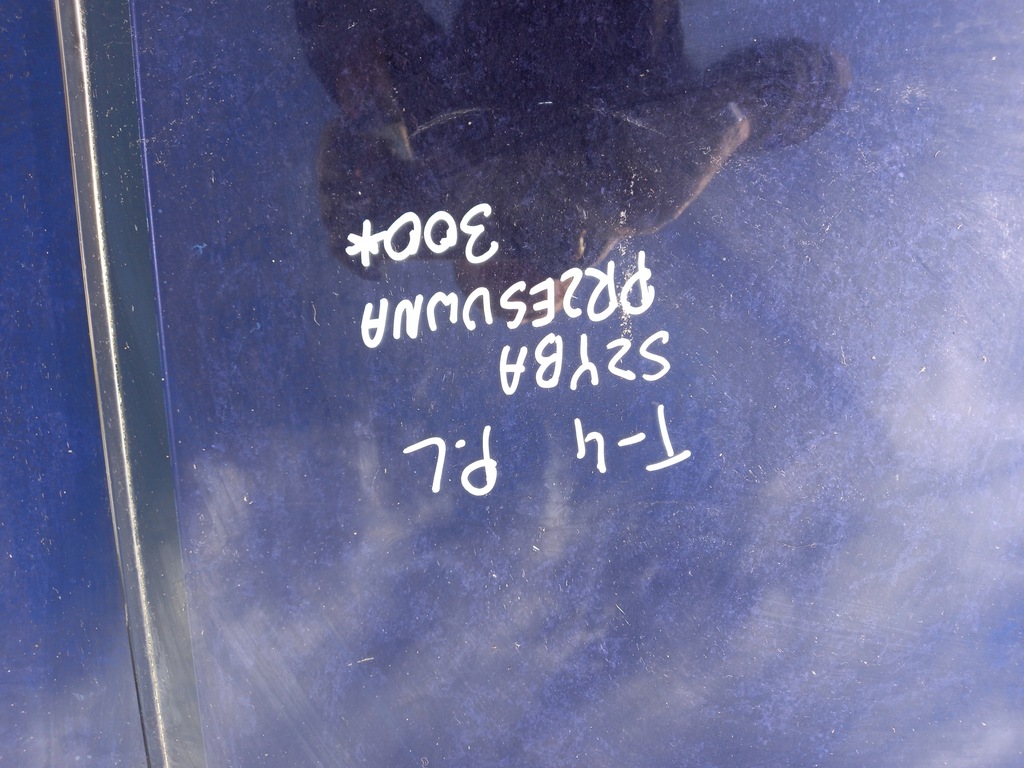 T-4 P.L
SZYBA
PRZESUWNA
300*